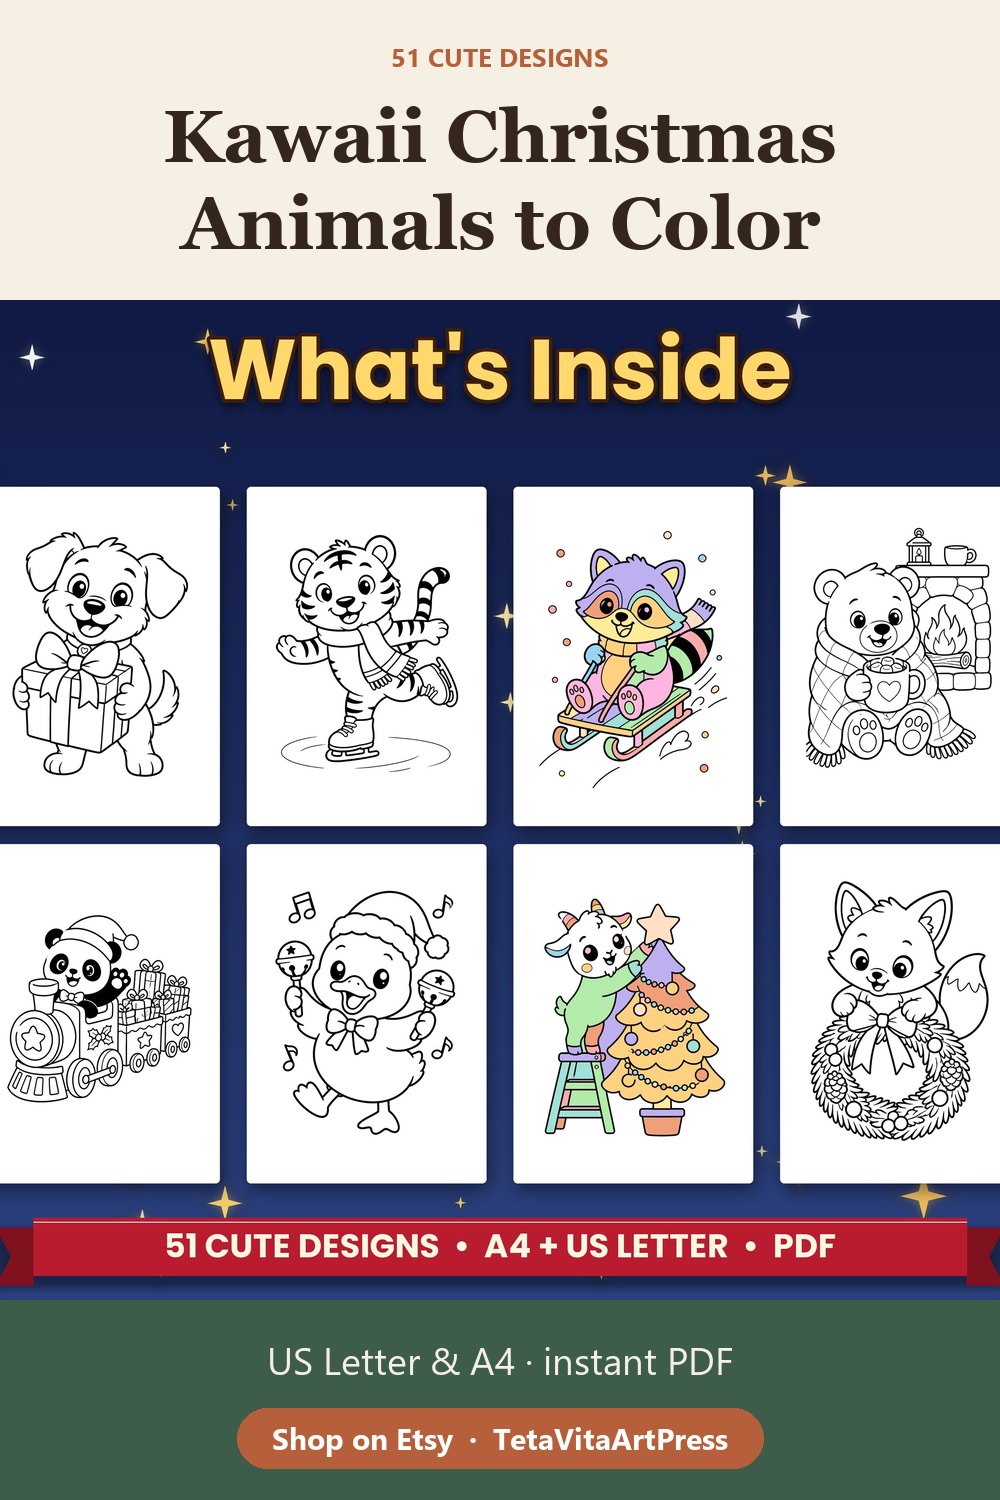 51 CUTE DESIGNS
Kawaii Christmas
Animals to Color
What's Inside
51 CUTE DESIGNS • A4 + US LETTER • PDF
US Letter & A4 · instant PDF
Shop on Etsy · TetaVitaArtPress